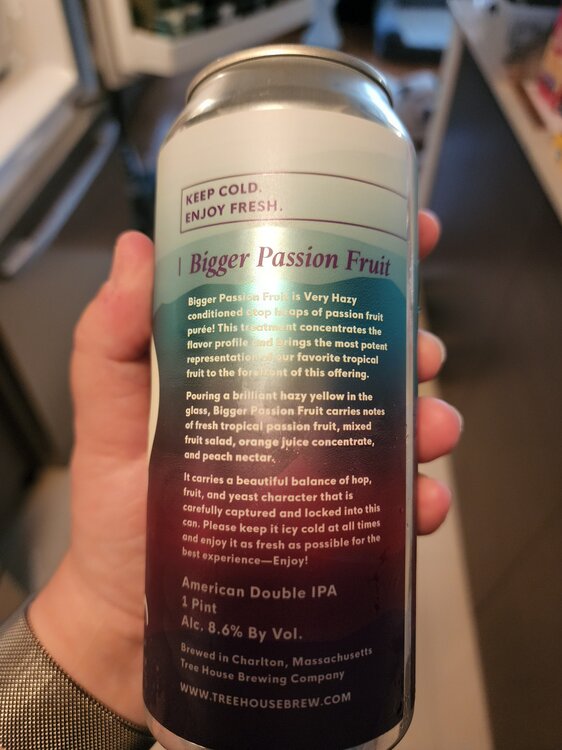 KEEP COLD.
ENJOY FRESH.
Bigger Passion Fruit
Bigger Passion Fruit is Very Hazy
conditioned atop heaps of passion fruit
purée! This treatment concentrates the
flavor profile and brings the most potent
representation of our favorite tropical
fruit to the forefront of this offering.
Pouring a brilliant hazy yellow in the
glass, Bigger Passion Fruit carries notes
of fresh tropical passion fruit, mixed
fruit salad, orange juice concentrate,
and peach nectar.
It carries a beautiful balance of hop,
fruit, and yeast character that is
carefully captured and locked into this
can. Please keep it icy cold at all times
and enjoy it as fresh as possible for the
best experience—Enjoy!
American Double IPA
1 Pint
Alc. 8.6% By Vol.
Brewed in Charlton, Massachusetts
Tree House Brewing Company
WWW.TREEHOUSEBREW.COM